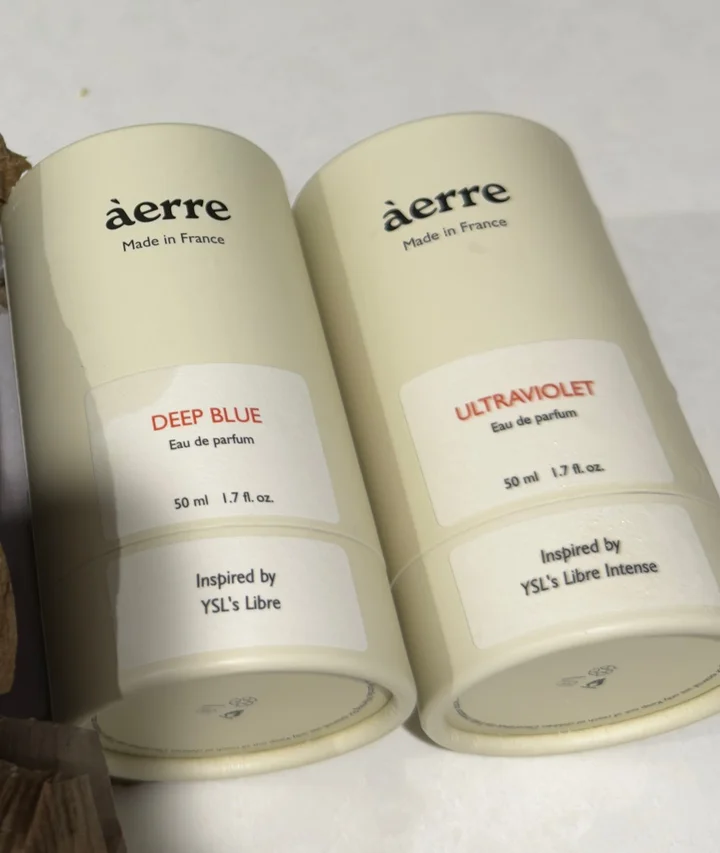 àerre
Made in France
DEEP BLUE
Eau de parfum
50 ml 1.7 fl. oz.
Inspired by
YSL's Libre
àerre
Made in France
ULTRAVIOLET
Eau de parfum
50 ml 1.7 fl. oz.
Inspired by
YSL's Libre Intense